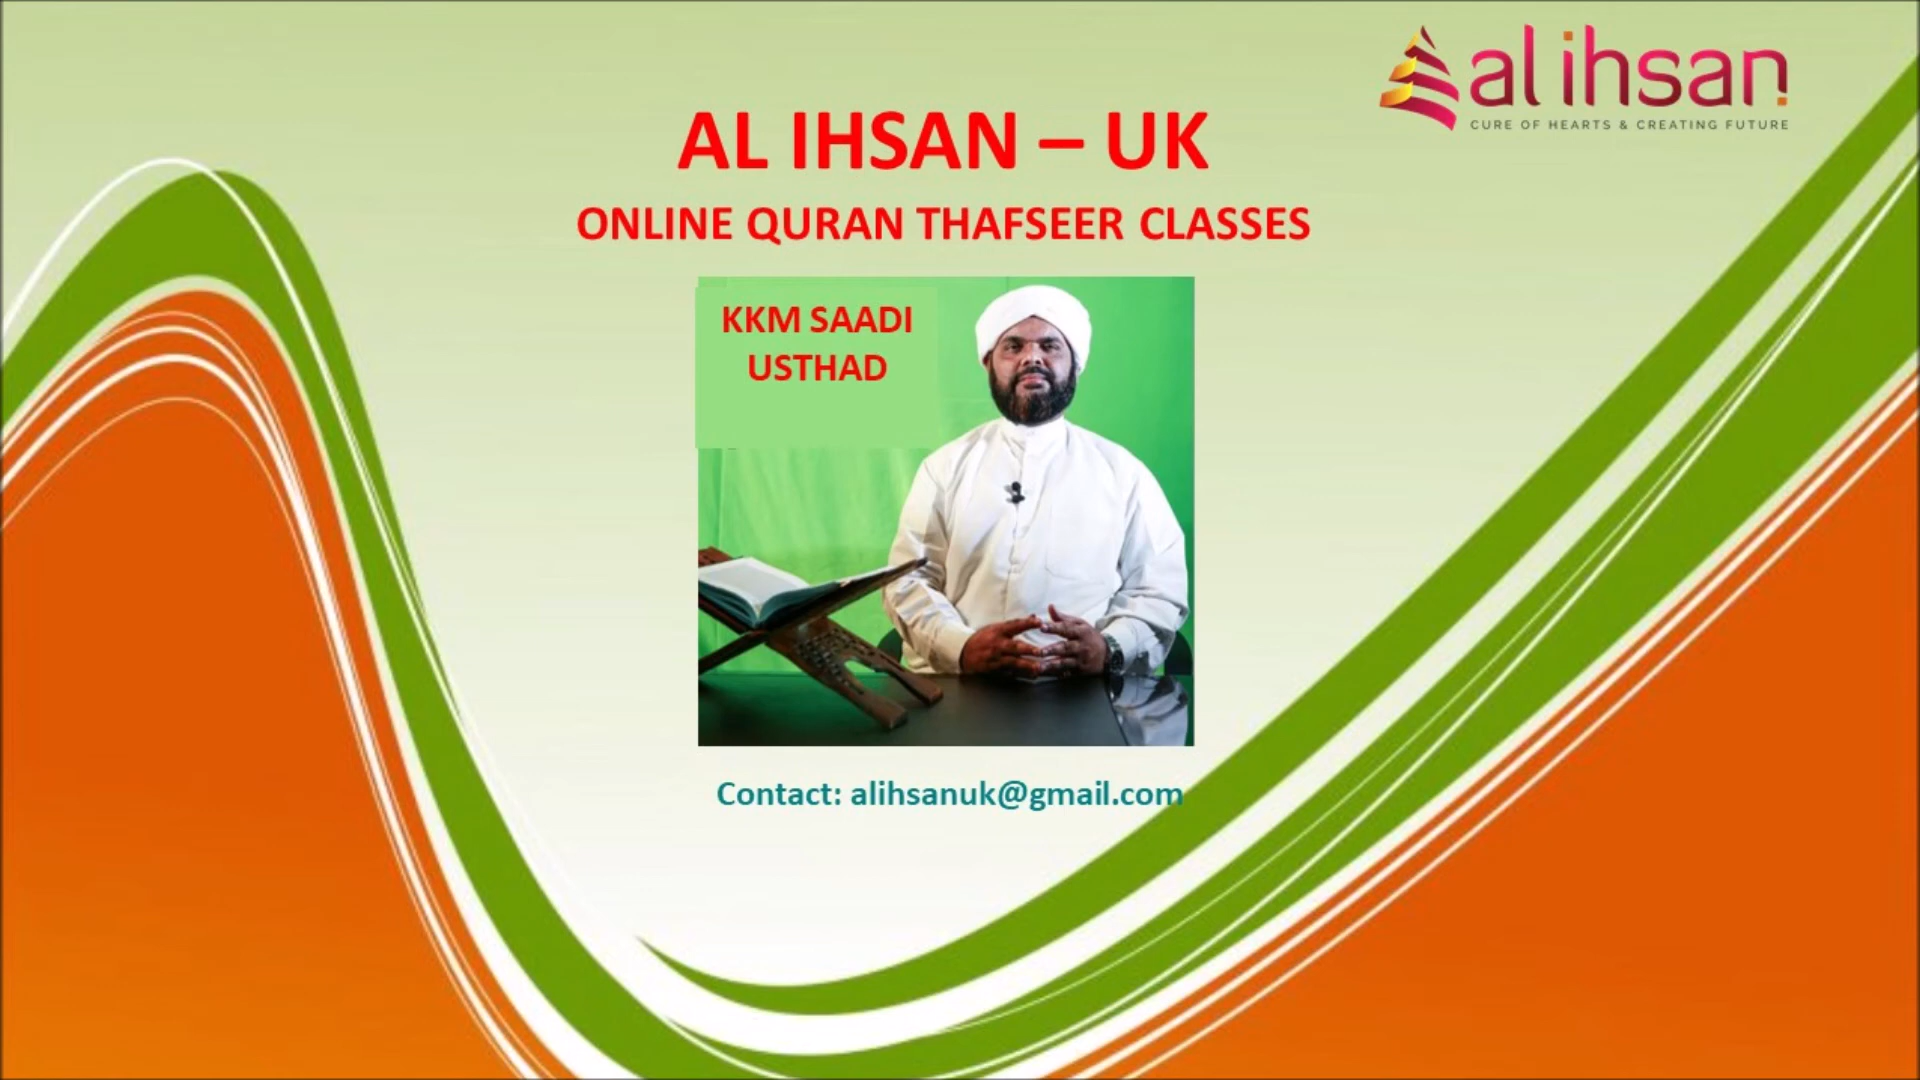 al ihsan
CURE OF HEARTS & CREATING FUTURE
AL IHSAN – UK
ONLINE QURAN THAFSEER CLASSES
KKM SAADI
USTHAD
Contact: alihsanuk@gmail.com